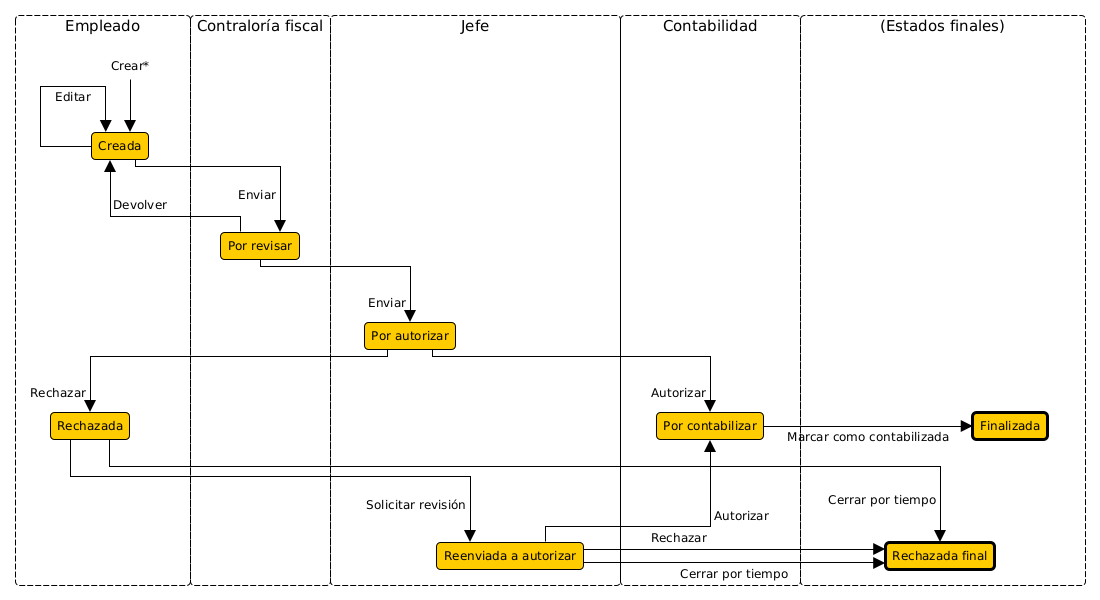 Empleado
Contraloría fiscal
Jefe
Contabilidad
(Estados finales)
Crear*
Editar
Creada
Enviar
Devolver
Por revisar
Enviar
Por autorizar
Rechazar
Autorizar
Rechazada
Por contabilizar
Finalizada
Marcar como contabilizada
Solicitar revisión
Cerrar por tiempo
Autorizar
Rechazar
Reenviada a autorizar
Rechazada final
Cerrar por tiempo